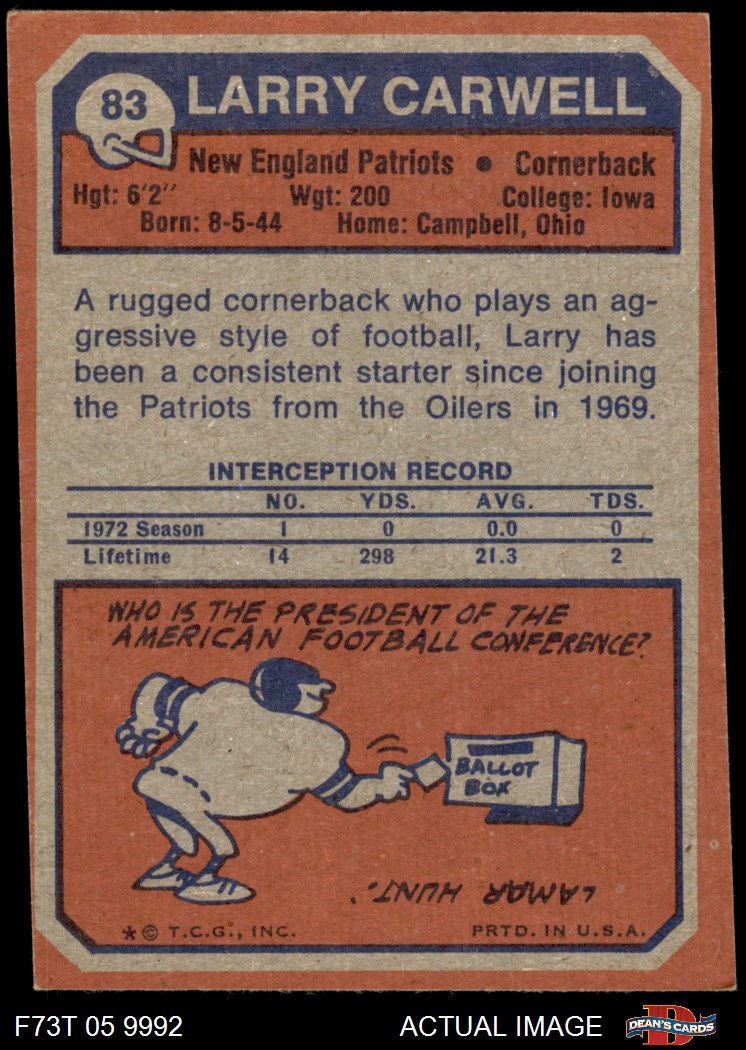 83
LARRY CARWELL
New England Patriots • Cornerback
Hgt: 6'2" Wgt: 200 College: Iowa
Born: 8-5-44 Home: Campbell, Ohio
A rugged cornerback who plays an ag-
gressive style of football, Larry has
been a consistent starter since joining
the Patriots from the Oilers in 1969.
INTERCEPTION RECORD
NO. YDS. AVG. TDS.
1972 Season 1 0 0.0 0
Lifetime 14 298 21.3 2
WHO IS THE PRESIDENT OF THE
AMERICAN FOOTBALL CONFERENCE?
BALLOT
BOX
LAMAR HUNT.
*© T.C.G., INC. PRTD. IN U.S.A.
F73T 05 9992 ACTUAL IMAGE
DEAN'S CARDS